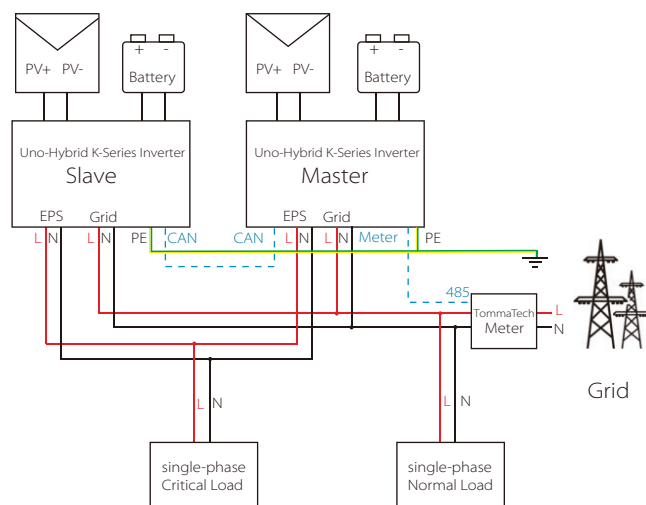 PV+ PV-
+ -
Battery
PV+ PV-
+ -
Battery
Uno-Hybrid K-Series Inverter
Slave
Uno-Hybrid K-Series Inverter
Master
EPS Grid
EPS Grid
L N L N PE CAN
CAN L N L N Meter PE
485
TommaTech
Meter
L
N
Grid
L N
L N
single-phase
Critical Load
single-phase
Normal Load